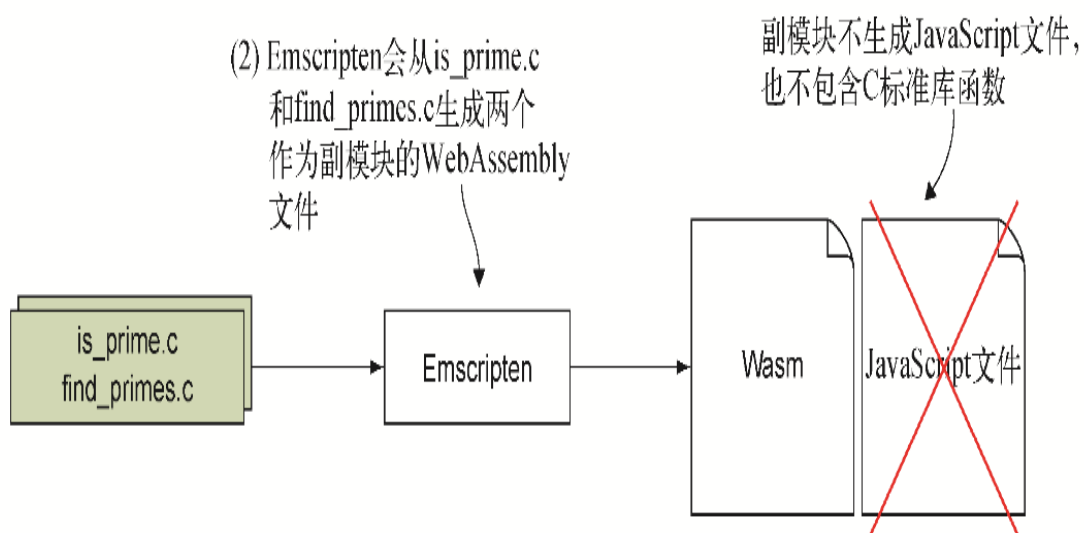 (2) Emscripten会从is_prime.c
和find_primes.c生成两个
作为副模块的WebAssembly
文件
副模块不生成JavaScript文件，
也不包含C标准库函数
is_prime.c
find_primes.c
Emscripten
Wasm
JavaScript文件